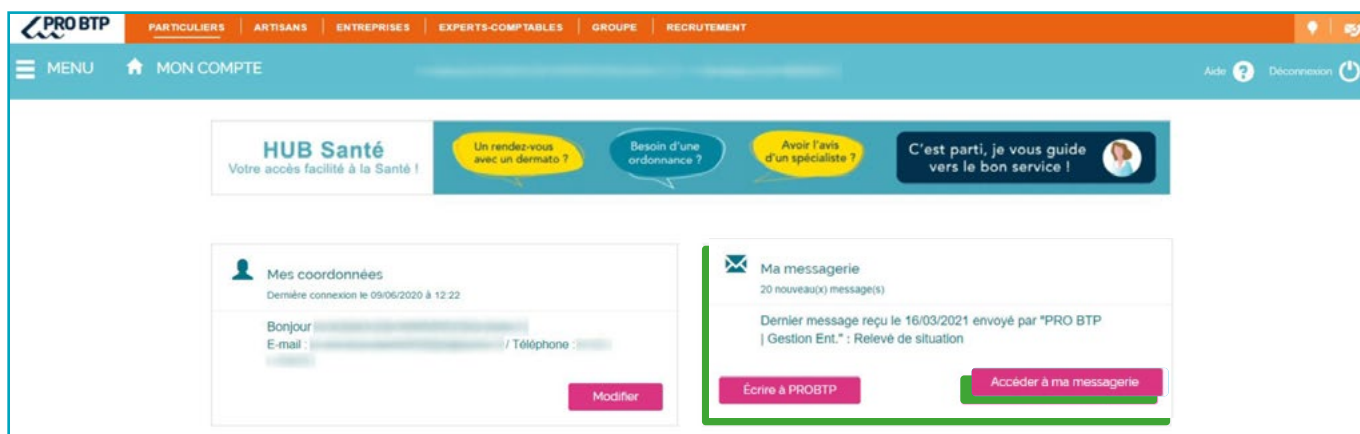 PRO BTP
PARTICULIERS
ARTISANS
ENTREPRISES
EXPERTS-COMPTABLES
GROUPE
RECRUTEMENT
MENU
MON COMPTE
Aide ?
Déconnexion
HUB Santé
Votre accès facilité à la Santé !
Un rendez-vous
avec un dermato ?
Besoin d'une
ordonnance ?
Avoir l'avis
d'un spécialiste ?
C'est parti, je vous guide
vers le bon service !
Mes coordonnées
Dernière connexion le 09/06/2020 à 12:22
Bonjour
E-mail : / Téléphone :
Modifier
Ma messagerie
20 nouveau(x) message(s)
Dernier message reçu le 16/03/2021 envoyé par "PRO BTP
| Gestion Ent." : Relevé de situation
Écrire à PROBTP
Accéder à ma messagerie